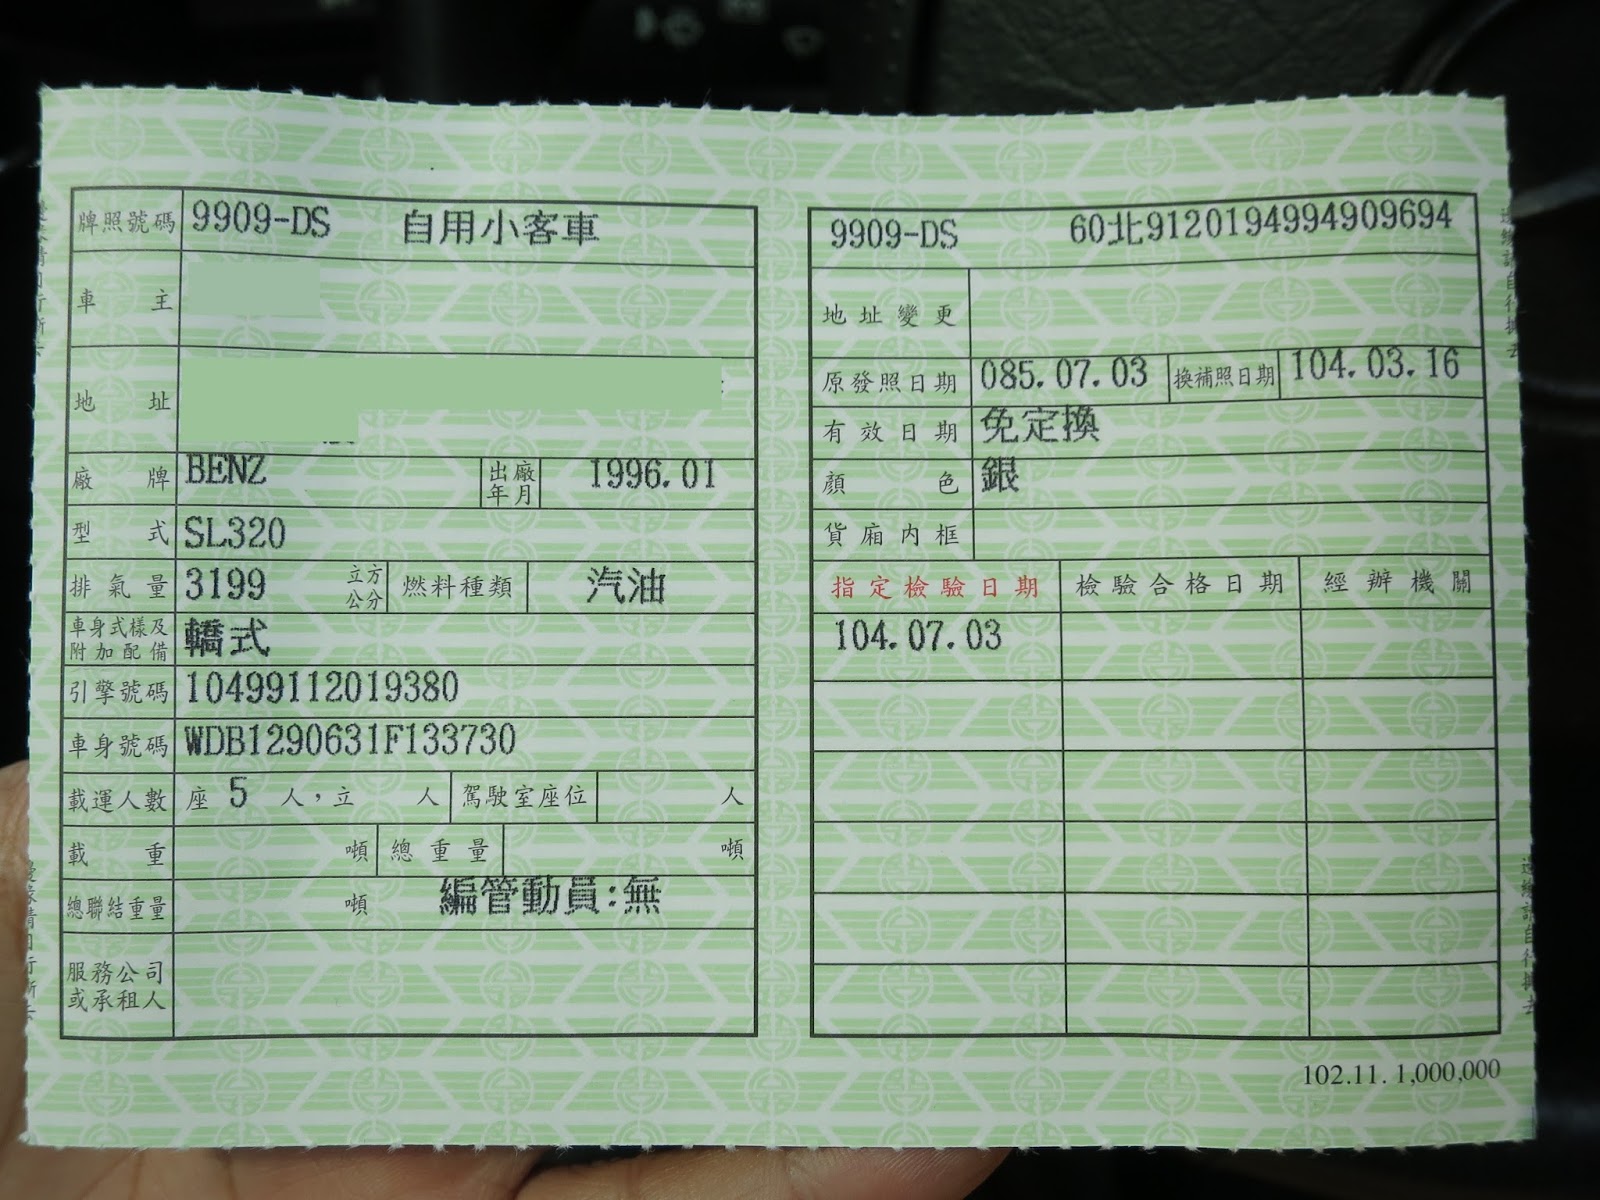 牌照號碼 9909-DS 自用小客車
車主
地址
廠牌 BENZ 出廠年月 1996.01
型式 SL320
排氣量 3199 立方公分 燃料種類 汽油
車身式樣及附加配備 轎式
引擎號碼 10499112019380
車身號碼 WDB1290631F133730
載運人數 座 5 人，立 人 駕駛室座位 人
載重 噸 總重量 噸
總聯結重量 噸 編管動員:無
服務公司或承租人
9909-DS 60北9120194994909694
地址變更
原發照日期 085.07.03 換補照日期 104.03.16
有效日期 免定換
顏色 銀
貨廂內框
指定檢驗日期 檢驗合格日期 經辦機關
104.07.03
102.11. 1,000,000